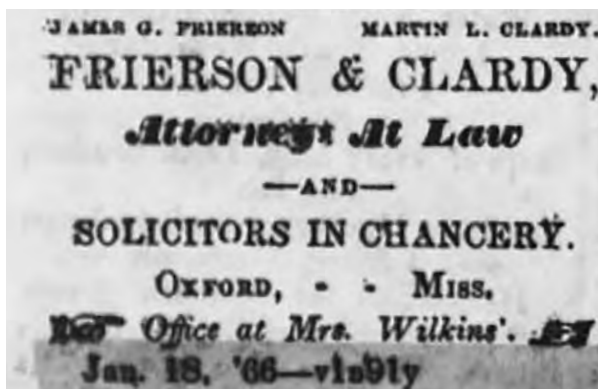 JAMES G. FRIERSON MARTIN L. CLARDY.
FRIERSON & CLARDY,
Attorneys At Law
—AND—
SOLICITORS IN CHANCERY.
OXFORD, - - MISS.
Office at Mrs. Wilkins'.
Jan. 18, '66—v1n91y